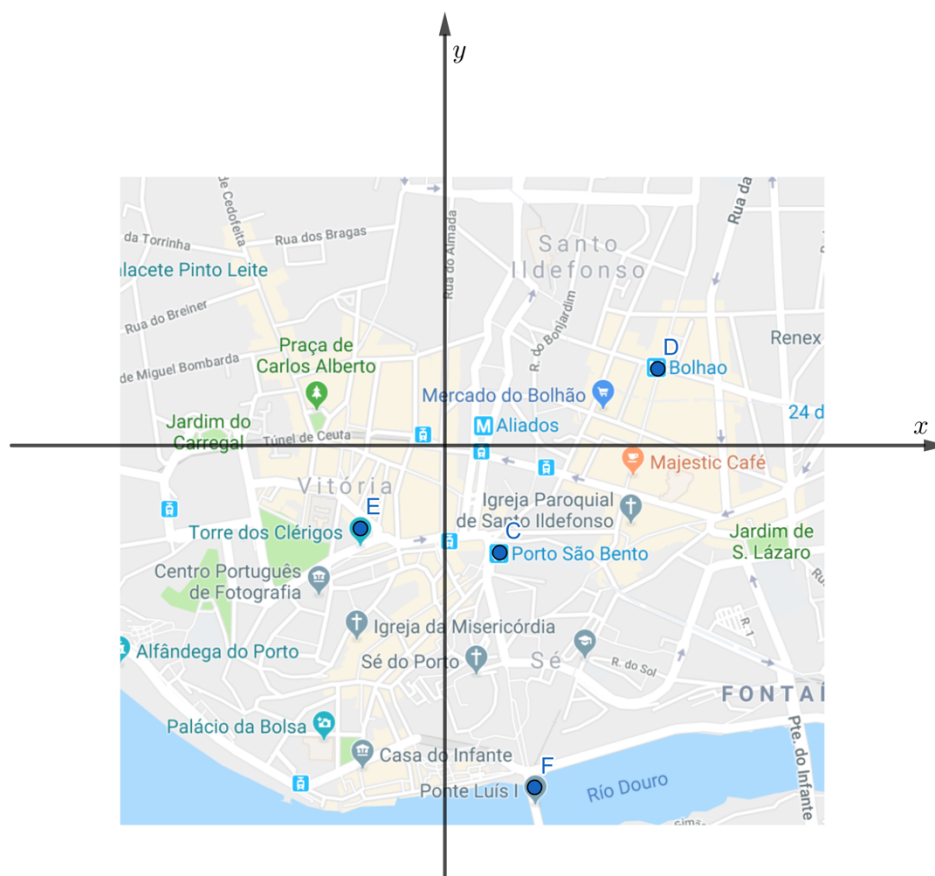 y
de Cedofeita
Rua da
da Torrinha
Rua dos Bragas
Rua do Almada
Santo
Ildefonso
alacete Pinto Leite
Rua do Breiner
R. do Bonjardim
Praça de
Carlos Alberto
D
Renex
de Miguel Bombarda
Bolhao
Mercado do Bolhão
24 d
Jardim do
Carregal
M Aliados
x
Túnel de Ceuta
Majestic Café
Vitória
Igreja Paroquial
de Santo Ildefonso
E
Torre dos Clérigos
C
Jardim de
S. Lázaro
Porto São Bento
Centro Português
de Fotografia
R. 1
Igreja da Misericórdia
Alfândega do Porto
Sé do Porto
Sé
R. do Sol
FONTAÍ
Palácio da Bolsa
Pte. do Infante
Casa do Infante
F
Ponte Luís I
Río Douro